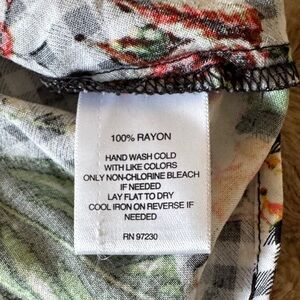 100% RAYON
HAND WASH COLD
WITH LIKE COLORS
ONLY NON-CHLORINE BLEACH
IF NEEDED
LAY FLAT TO DRY
COOL IRON ON REVERSE IF
NEEDED
RN 97230